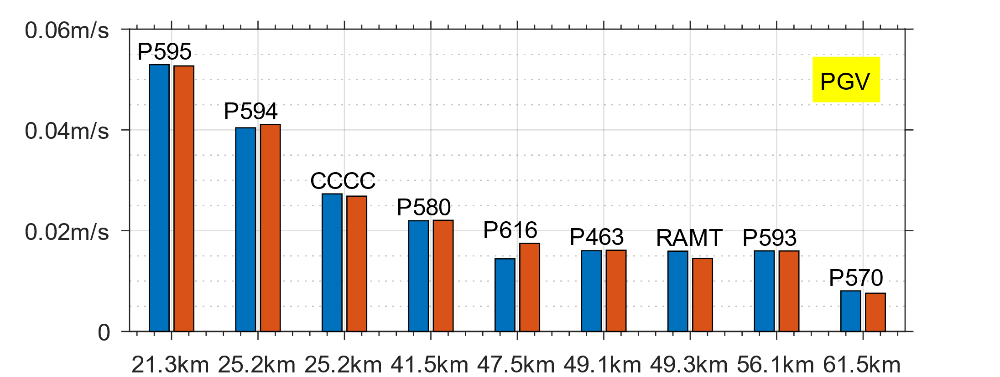 0.06m/s
P595
PGV
P594
0.04m/s
CCCC
P580
P616
P463
RAMT
P593
0.02m/s
P570
0
21.3km 25.2km 25.2km 41.5km 47.5km 49.1km 49.3km 56.1km 61.5km